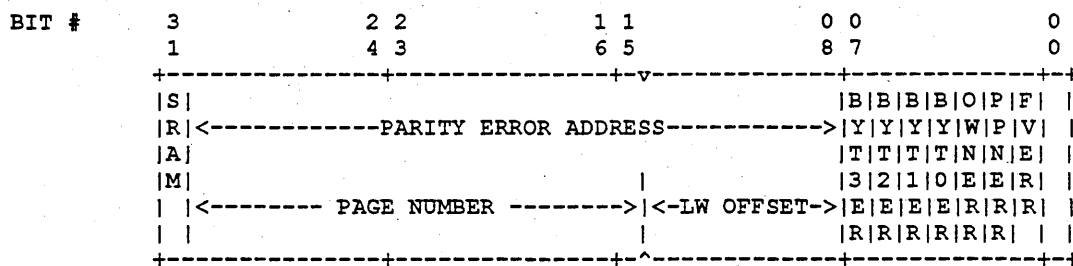 BIT # 3 2 2 1 1 0 0 0
1 4 3 6 5 8 7 0
+---------------+---------------+-v-------------+-------------+-+
|S| |B|B|B|B|O|P|F| |
|R|<------------PARITY ERROR ADDRESS----------->|Y|Y|Y|Y|W|P|V| |
|A| |T|T|T|T|N|N|E| |
|M| | |3|2|1|0|E|E|R| |
| |<-------- PAGE NUMBER -------->|<-LW OFFSET->|E|E|E|E|R|R|R| |
| | | |R|R|R|R|R|R| | |
+---------------+---------------+-^-------------+-------------+-+